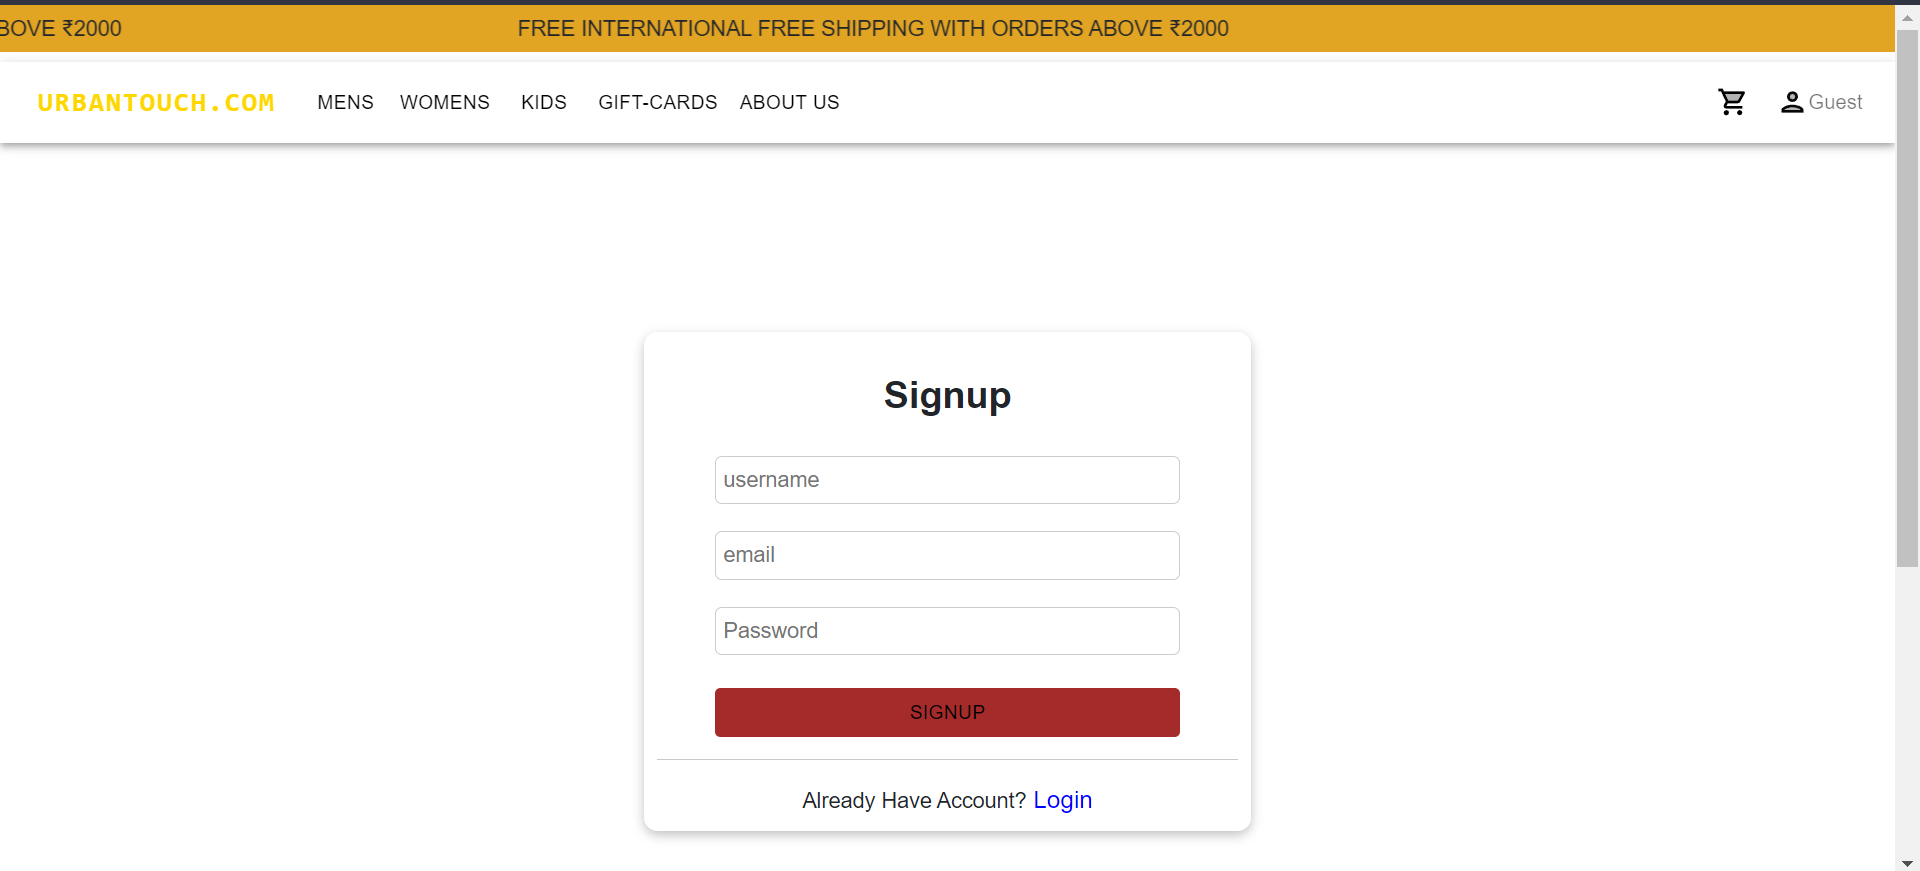 BOVE ₹2000 FREE INTERNATIONAL FREE SHIPPING WITH ORDERS ABOVE ₹2000
URBANTOUCH.COM MENS WOMENS KIDS GIFT-CARDS ABOUT US Guest
Signup
username
email
Password
SIGNUP
Already Have Account? Login